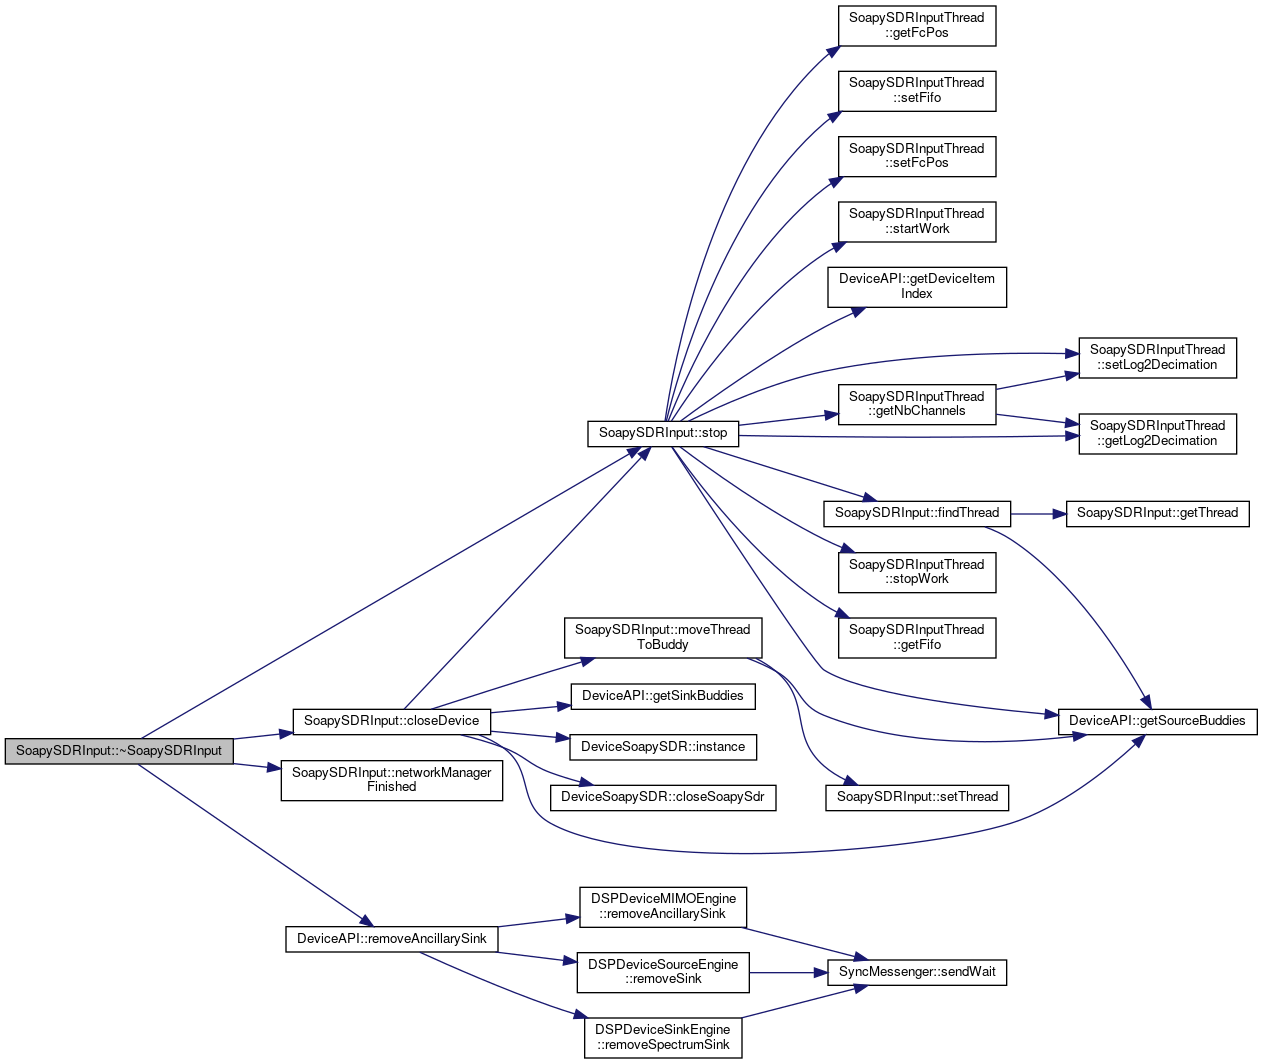 SoapySDRInputThread
::getFcPos
SoapySDRInputThread
::setFifo
SoapySDRInputThread
::setFcPos
SoapySDRInputThread
::startWork
DeviceAPI::getDeviceItem
Index
SoapySDRInputThread
::setLog2Decimation
SoapySDRInputThread
::getNbChannels
SoapySDRInputThread
::getLog2Decimation
SoapySDRInput::stop
SoapySDRInput::findThread
SoapySDRInput::getThread
SoapySDRInputThread
::stopWork
SoapySDRInputThread
::getFifo
SoapySDRInput::moveThread
ToBuddy
DeviceAPI::getSinkBuddies
SoapySDRInput::closeDevice
DeviceAPI::getSourceBuddies
DeviceSoapySDR::instance
SoapySDRInput::~SoapySDRInput
SoapySDRInput::networkManager
Finished
DeviceSoapySDR::closeSoapySdr
SoapySDRInput::setThread
DSPDeviceMIMOEngine
::removeAncillarySink
DeviceAPI::removeAncillarySink
DSPDeviceSourceEngine
::removeSink
SyncMessenger::sendWait
DSPDeviceSinkEngine
::removeSpectrumSink